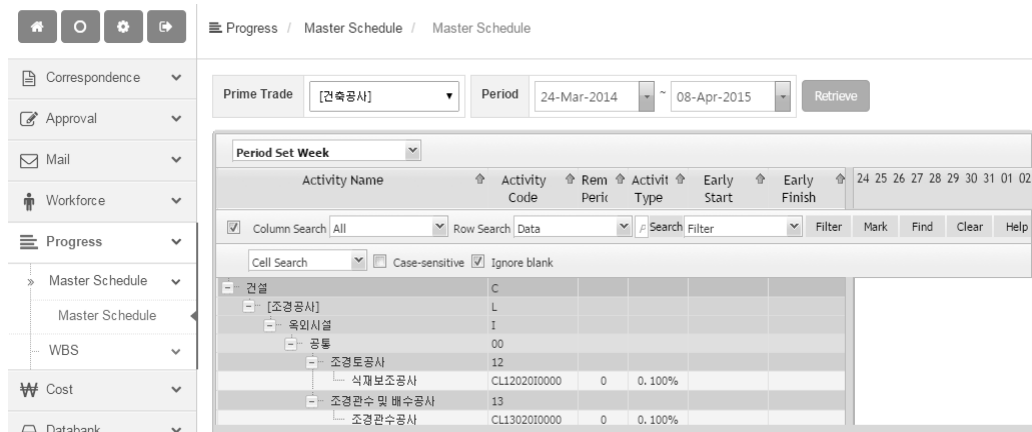 Progress / Master Schedule / Master Schedule
Correspondence
Approval
Mail
Workforce
Progress
Master Schedule
Master Schedule
WBS
Cost
Databank
Prime Trade [건축공사] Period 24-Mar-2014 ~ 08-Apr-2015 Retrieve
Period Set Week
Activity Name Activity Code Rem Peric Activit Type Early Start Early Finish 24 25 26 27 28 29 30 31 01 02
Column Search All Row Search Data Search Filter Filter Mark Find Clear Help
Cell Search Case-sensitive Ignore blank
건설 C
[조경공사] L
옥외시설 I
공통 00
조경토공사 12
식재보조공사 CL12020I0000 0 0.100%
조경관수 및 배수공사 13
조경관수공사 CL13020I0000 0 0.100%